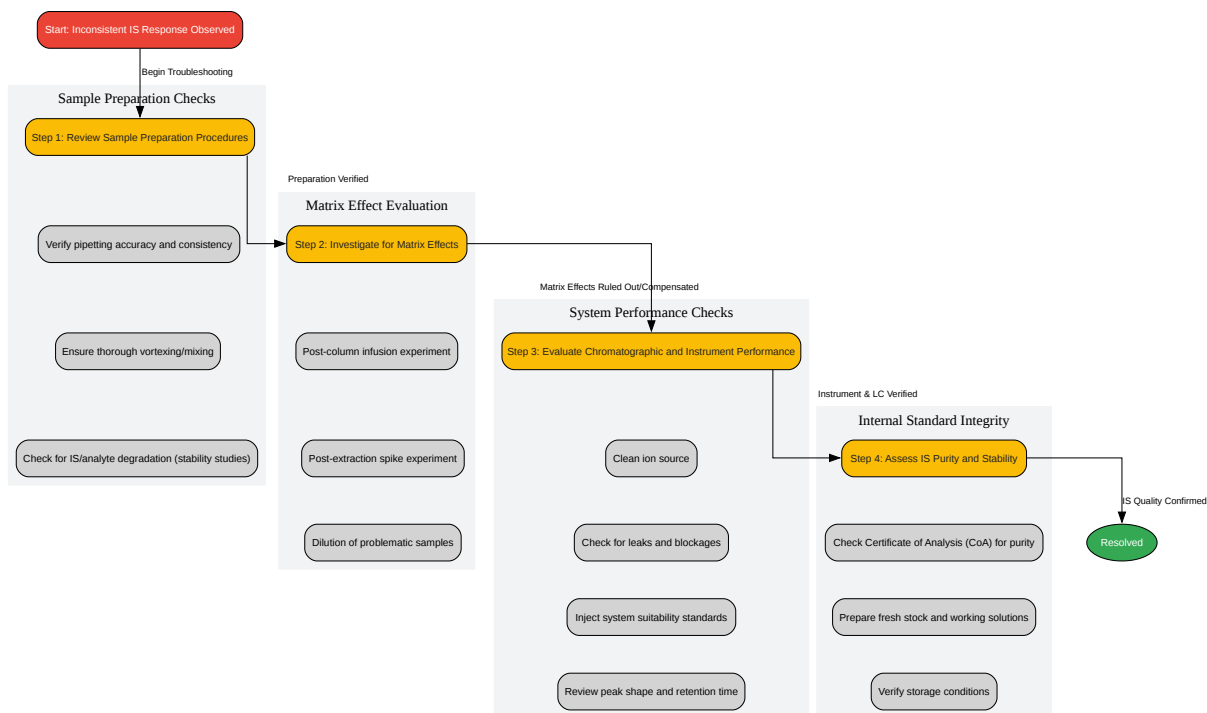 Start: Inconsistent IS Response Observed
Begin Troubleshooting
Sample Preparation Checks
Step 1: Review Sample Preparation Procedures
Verify pipetting accuracy and consistency
Ensure thorough vortexing/mixing
Check for IS/analyte degradation (stability studies)
Preparation Verified
Matrix Effect Evaluation
Step 2: Investigate for Matrix Effects
Post-column infusion experiment
Post-extraction spike experiment
Dilution of problematic samples
Matrix Effects Ruled Out/Compensated
System Performance Checks
Step 3: Evaluate Chromatographic and Instrument Performance
Clean ion source
Check for leaks and blockages
Inject system suitability standards
Review peak shape and retention time
Instrument & LC Verified
Internal Standard Integrity
Step 4: Assess IS Purity and Stability
Check Certificate of Analysis (CoA) for purity
Prepare fresh stock and working solutions
Verify storage conditions
IS Quality Confirmed
Resolved